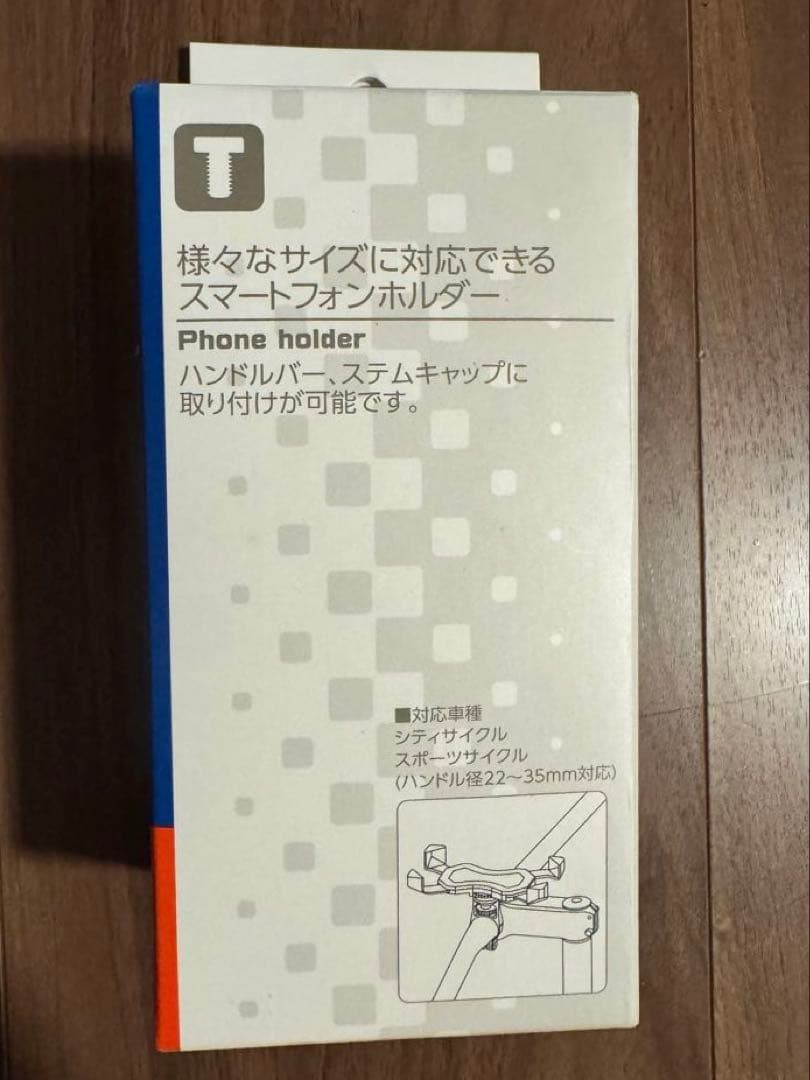 様々なサイズに対応できる
スマートフォンホルダー
Phone holder
ハンドルバー、ステムキャップに
取り付けが可能です。
■対応車種
シティサイクル
スポーツサイクル
(ハンドル径22～35mm対応)